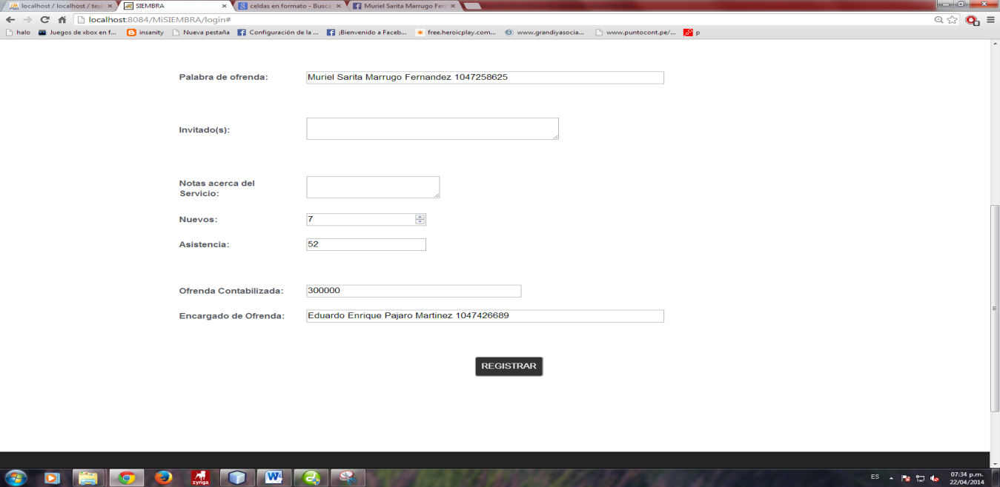 localhost / localhost / tesi
SIEMBRA
celdas en formato - Busca
Muriel Sarita Marrugo Fern
localhost:8084/MiSIEMBRA/login#
halo
Juegos de xbox en f...
insanity
Nueva pestaña
Configuración de la ...
¡Bienvenido a Faceb...
free.heroicplay.com...
www.grandiyasocia...
www.puntocont.pe/...
p
Palabra de ofrenda:
Muriel Sarita Marrugo Fernandez 1047258625
Invitado(s):
Notas acerca del
Servicio:
Nuevos:
7
Asistencia:
52
Ofrenda Contabilizada:
300000
Encargado de Ofrenda:
Eduardo Enrique Pajaro Martinez 1047426689
REGISTRAR
zynga
ES
07:34 p.m.
22/04/2014